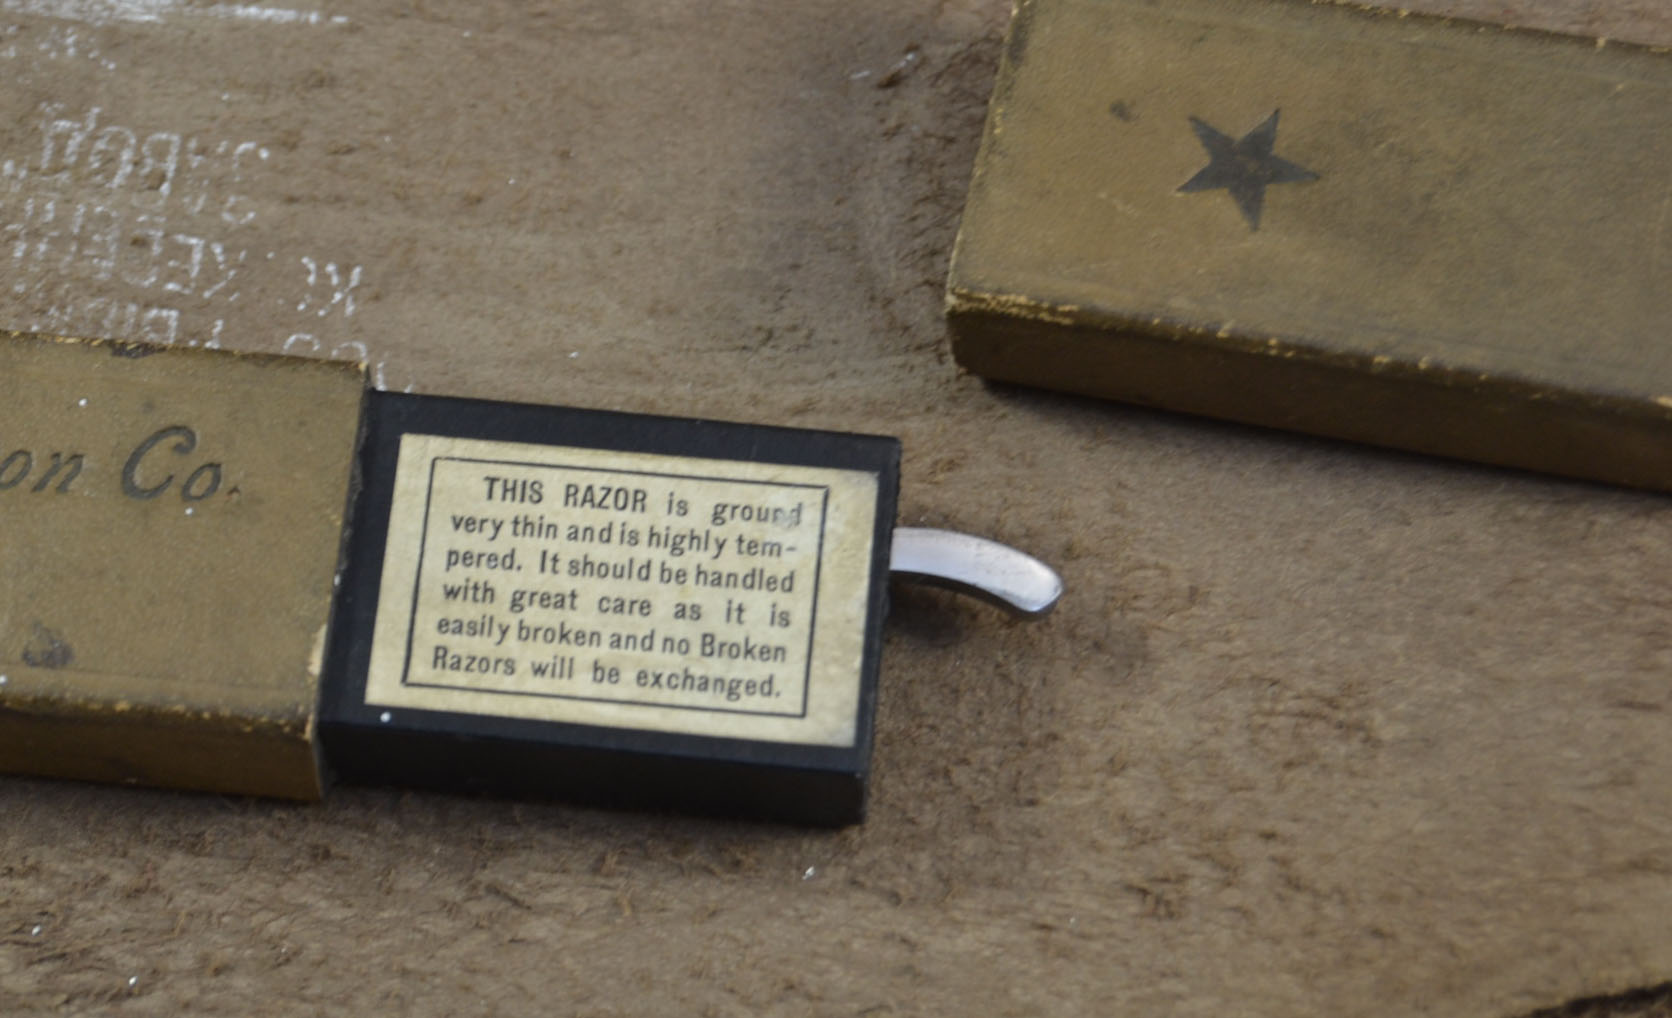 on Co.
THIS RAZOR is ground
very thin and is highly tem-
pered. It should be handled
with great care as it is
easily broken and no Broken
Razors will be exchanged.